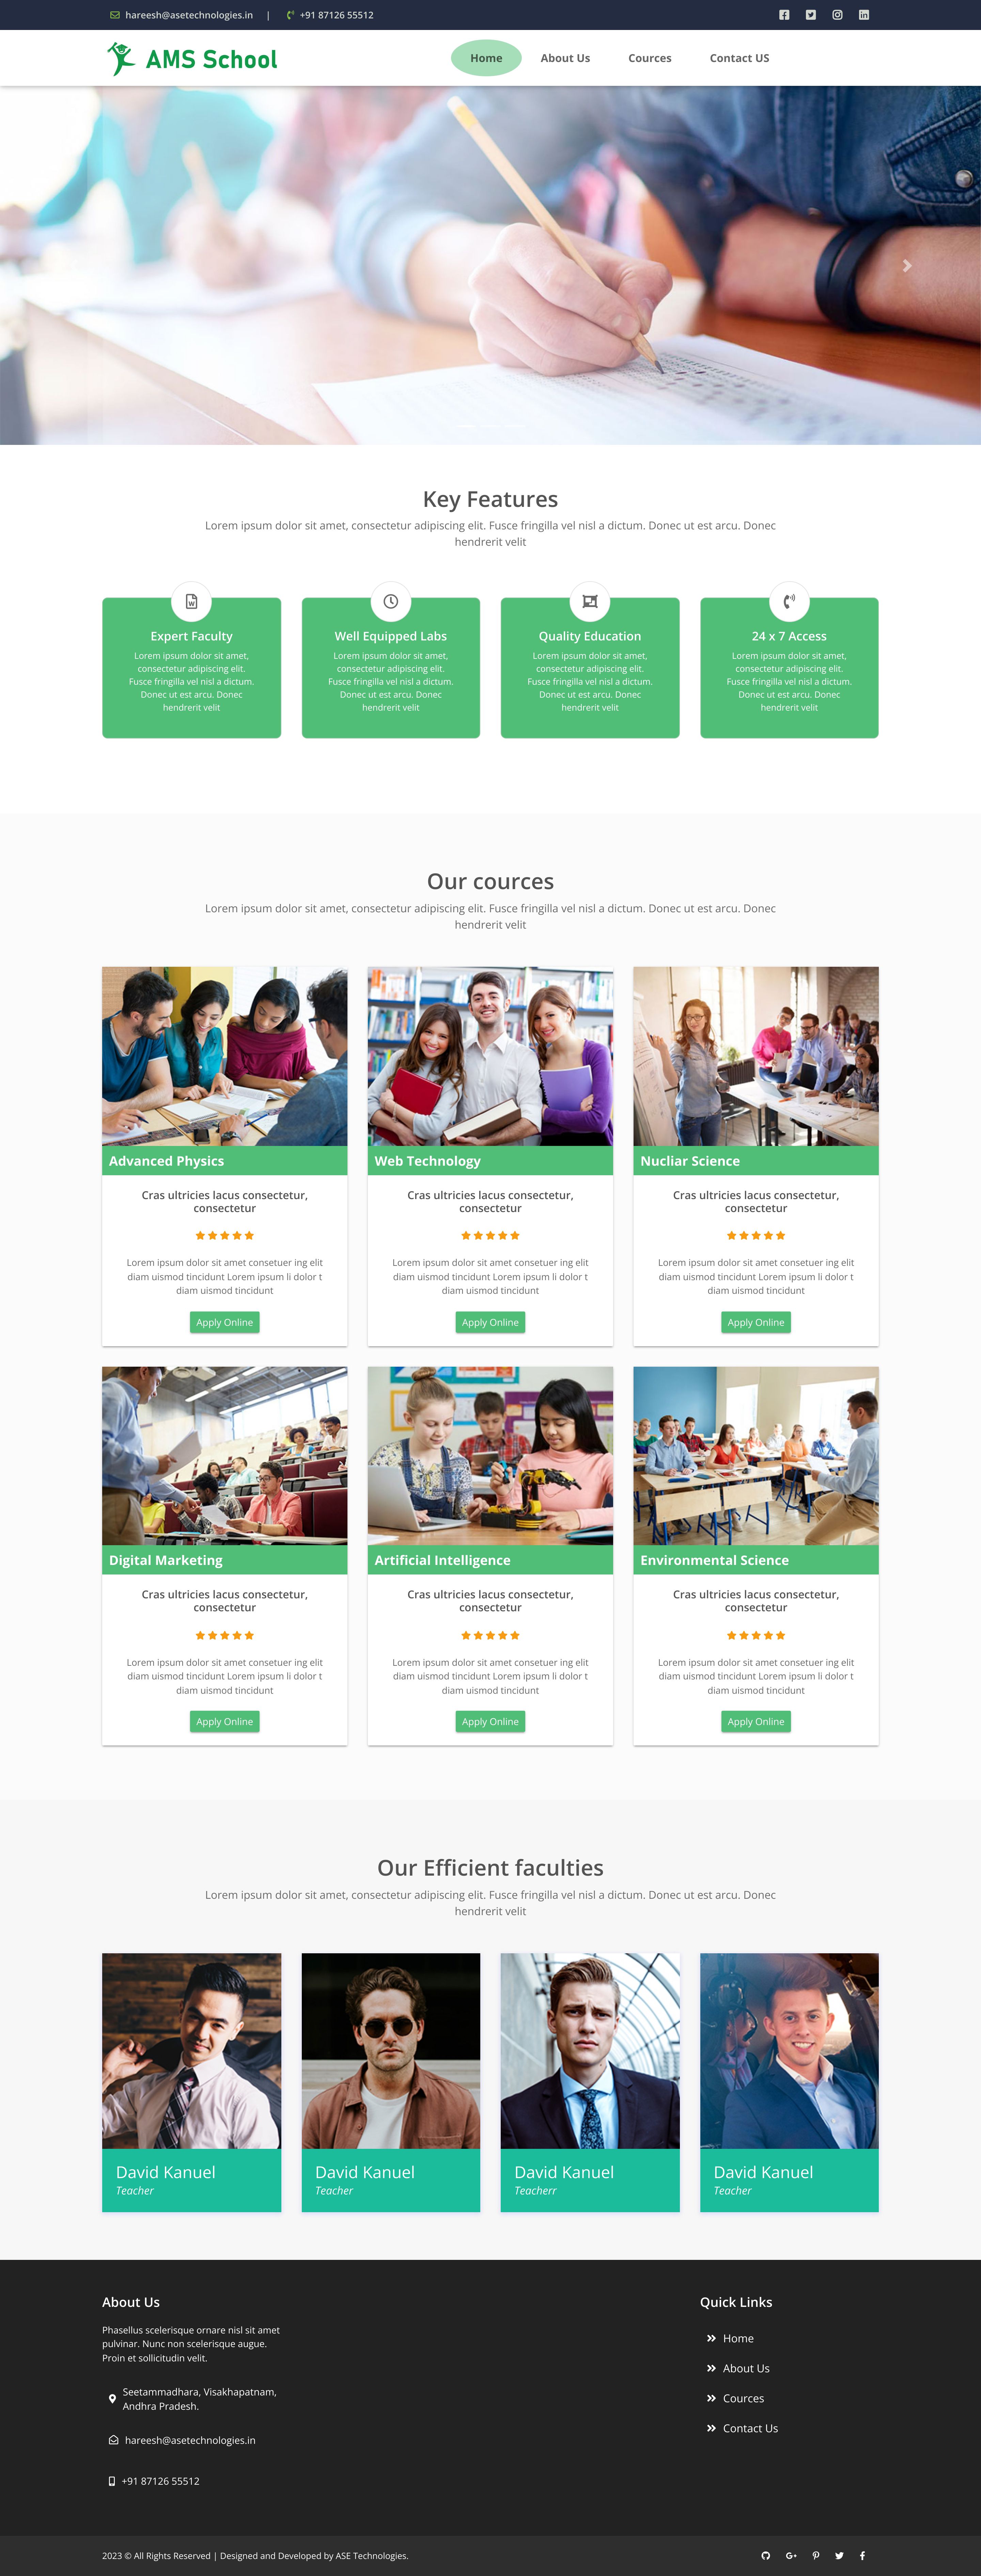 hareesh@asetechnologies.in | +91 87126 55512
AMS School
Home About Us Cources Contact US
Key Features
Lorem ipsum dolor sit amet, consectetur adipiscing elit. Fusce fringilla vel nisl a dictum. Donec ut est arcu. Donec
hendrerit velit
Expert Faculty
Lorem ipsum dolor sit amet,
consectetur adipiscing elit.
Fusce fringilla vel nisl a dictum.
Donec ut est arcu. Donec
hendrerit velit
Well Equipped Labs
Lorem ipsum dolor sit amet,
consectetur adipiscing elit.
Fusce fringilla vel nisl a dictum.
Donec ut est arcu. Donec
hendrerit velit
Quality Education
Lorem ipsum dolor sit amet,
consectetur adipiscing elit.
Fusce fringilla vel nisl a dictum.
Donec ut est arcu. Donec
hendrerit velit
24 x 7 Access
Lorem ipsum dolor sit amet,
consectetur adipiscing elit.
Fusce fringilla vel nisl a dictum.
Donec ut est arcu. Donec
hendrerit velit
Our cources
Lorem ipsum dolor sit amet, consectetur adipiscing elit. Fusce fringilla vel nisl a dictum. Donec ut est arcu. Donec
hendrerit velit
Advanced Physics
Cras ultricies lacus consectetur,
consectetur
Lorem ipsum dolor sit amet consetuer ing elit
diam uismod tincidunt Lorem ipsum li dolor t
diam uismod tincidunt
Apply Online
Web Technology
Cras ultricies lacus consectetur,
consectetur
Lorem ipsum dolor sit amet consetuer ing elit
diam uismod tincidunt Lorem ipsum li dolor t
diam uismod tincidunt
Apply Online
Nucliar Science
Cras ultricies lacus consectetur,
consectetur
Lorem ipsum dolor sit amet consetuer ing elit
diam uismod tincidunt Lorem ipsum li dolor t
diam uismod tincidunt
Apply Online
Digital Marketing
Cras ultricies lacus consectetur,
consectetur
Lorem ipsum dolor sit amet consetuer ing elit
diam uismod tincidunt Lorem ipsum li dolor t
diam uismod tincidunt
Apply Online
Artificial Intelligence
Cras ultricies lacus consectetur,
consectetur
Lorem ipsum dolor sit amet consetuer ing elit
diam uismod tincidunt Lorem ipsum li dolor t
diam uismod tincidunt
Apply Online
Environmental Science
Cras ultricies lacus consectetur,
consectetur
Lorem ipsum dolor sit amet consetuer ing elit
diam uismod tincidunt Lorem ipsum li dolor t
diam uismod tincidunt
Apply Online
Our Efficient faculties
Lorem ipsum dolor sit amet, consectetur adipiscing elit. Fusce fringilla vel nisl a dictum. Donec ut est arcu. Donec
hendrerit velit
David Kanuel
Teacher
David Kanuel
Teacher
David Kanuel
Teacherr
David Kanuel
Teacher
About Us
Phasellus scelerisque ornare nisl sit amet
pulvinar. Nunc non scelerisque augue.
Proin et sollicitudin velit.
Seetammadhara, Visakhapatnam,
Andhra Pradesh.
hareesh@asetechnologies.in
+91 87126 55512
Quick Links
Home
About Us
Cources
Contact Us
2023 © All Rights Reserved | Designed and Developed by ASE Technologies.